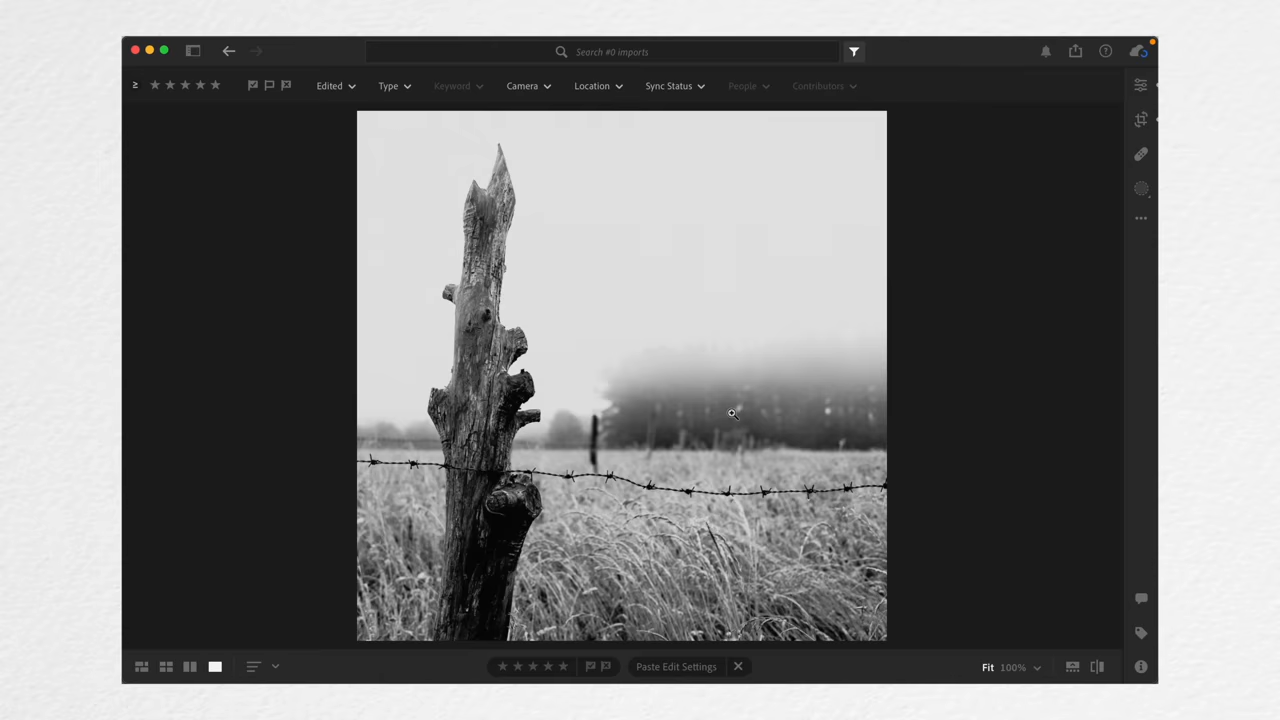 Search #0 imports
≥ Edited Type Keyword Camera Location Sync Status People Contributors
Paste Edit Settings
Fit 100%